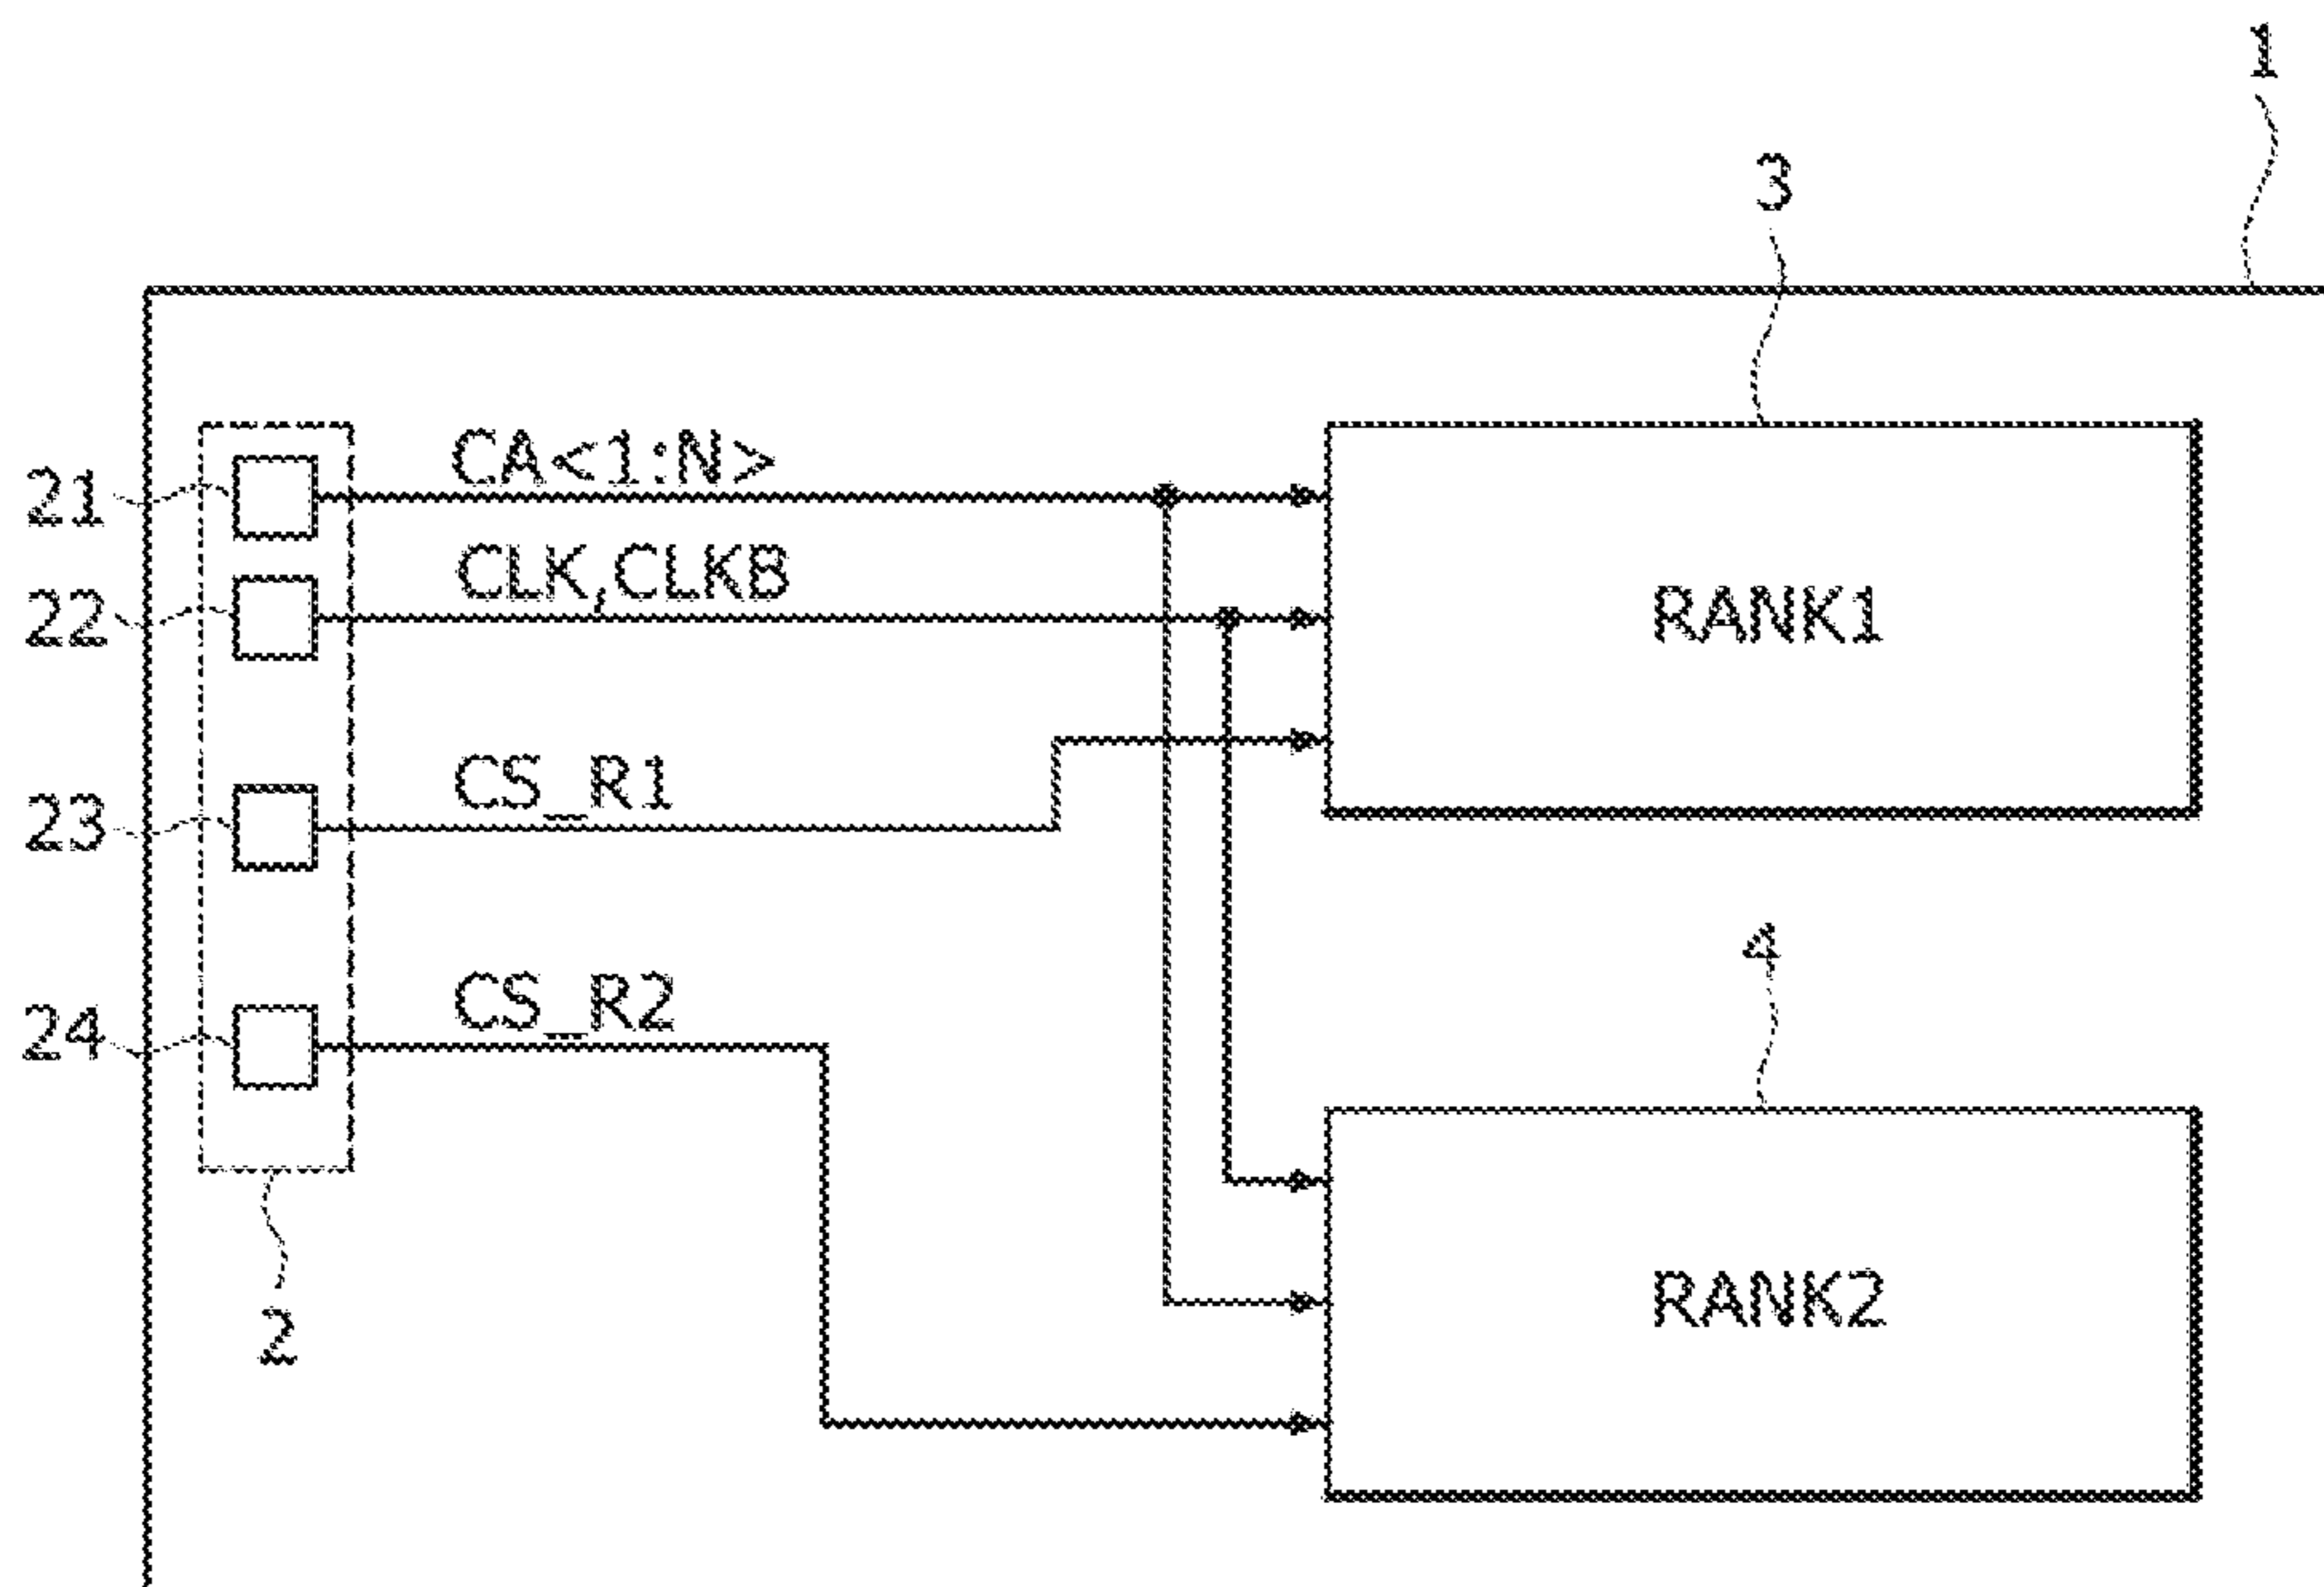 1
3
CA<1:N>
21
CLK,CLKB
22
RANK1
CS_R1
23
4
CS_R2
24
RANK2
2